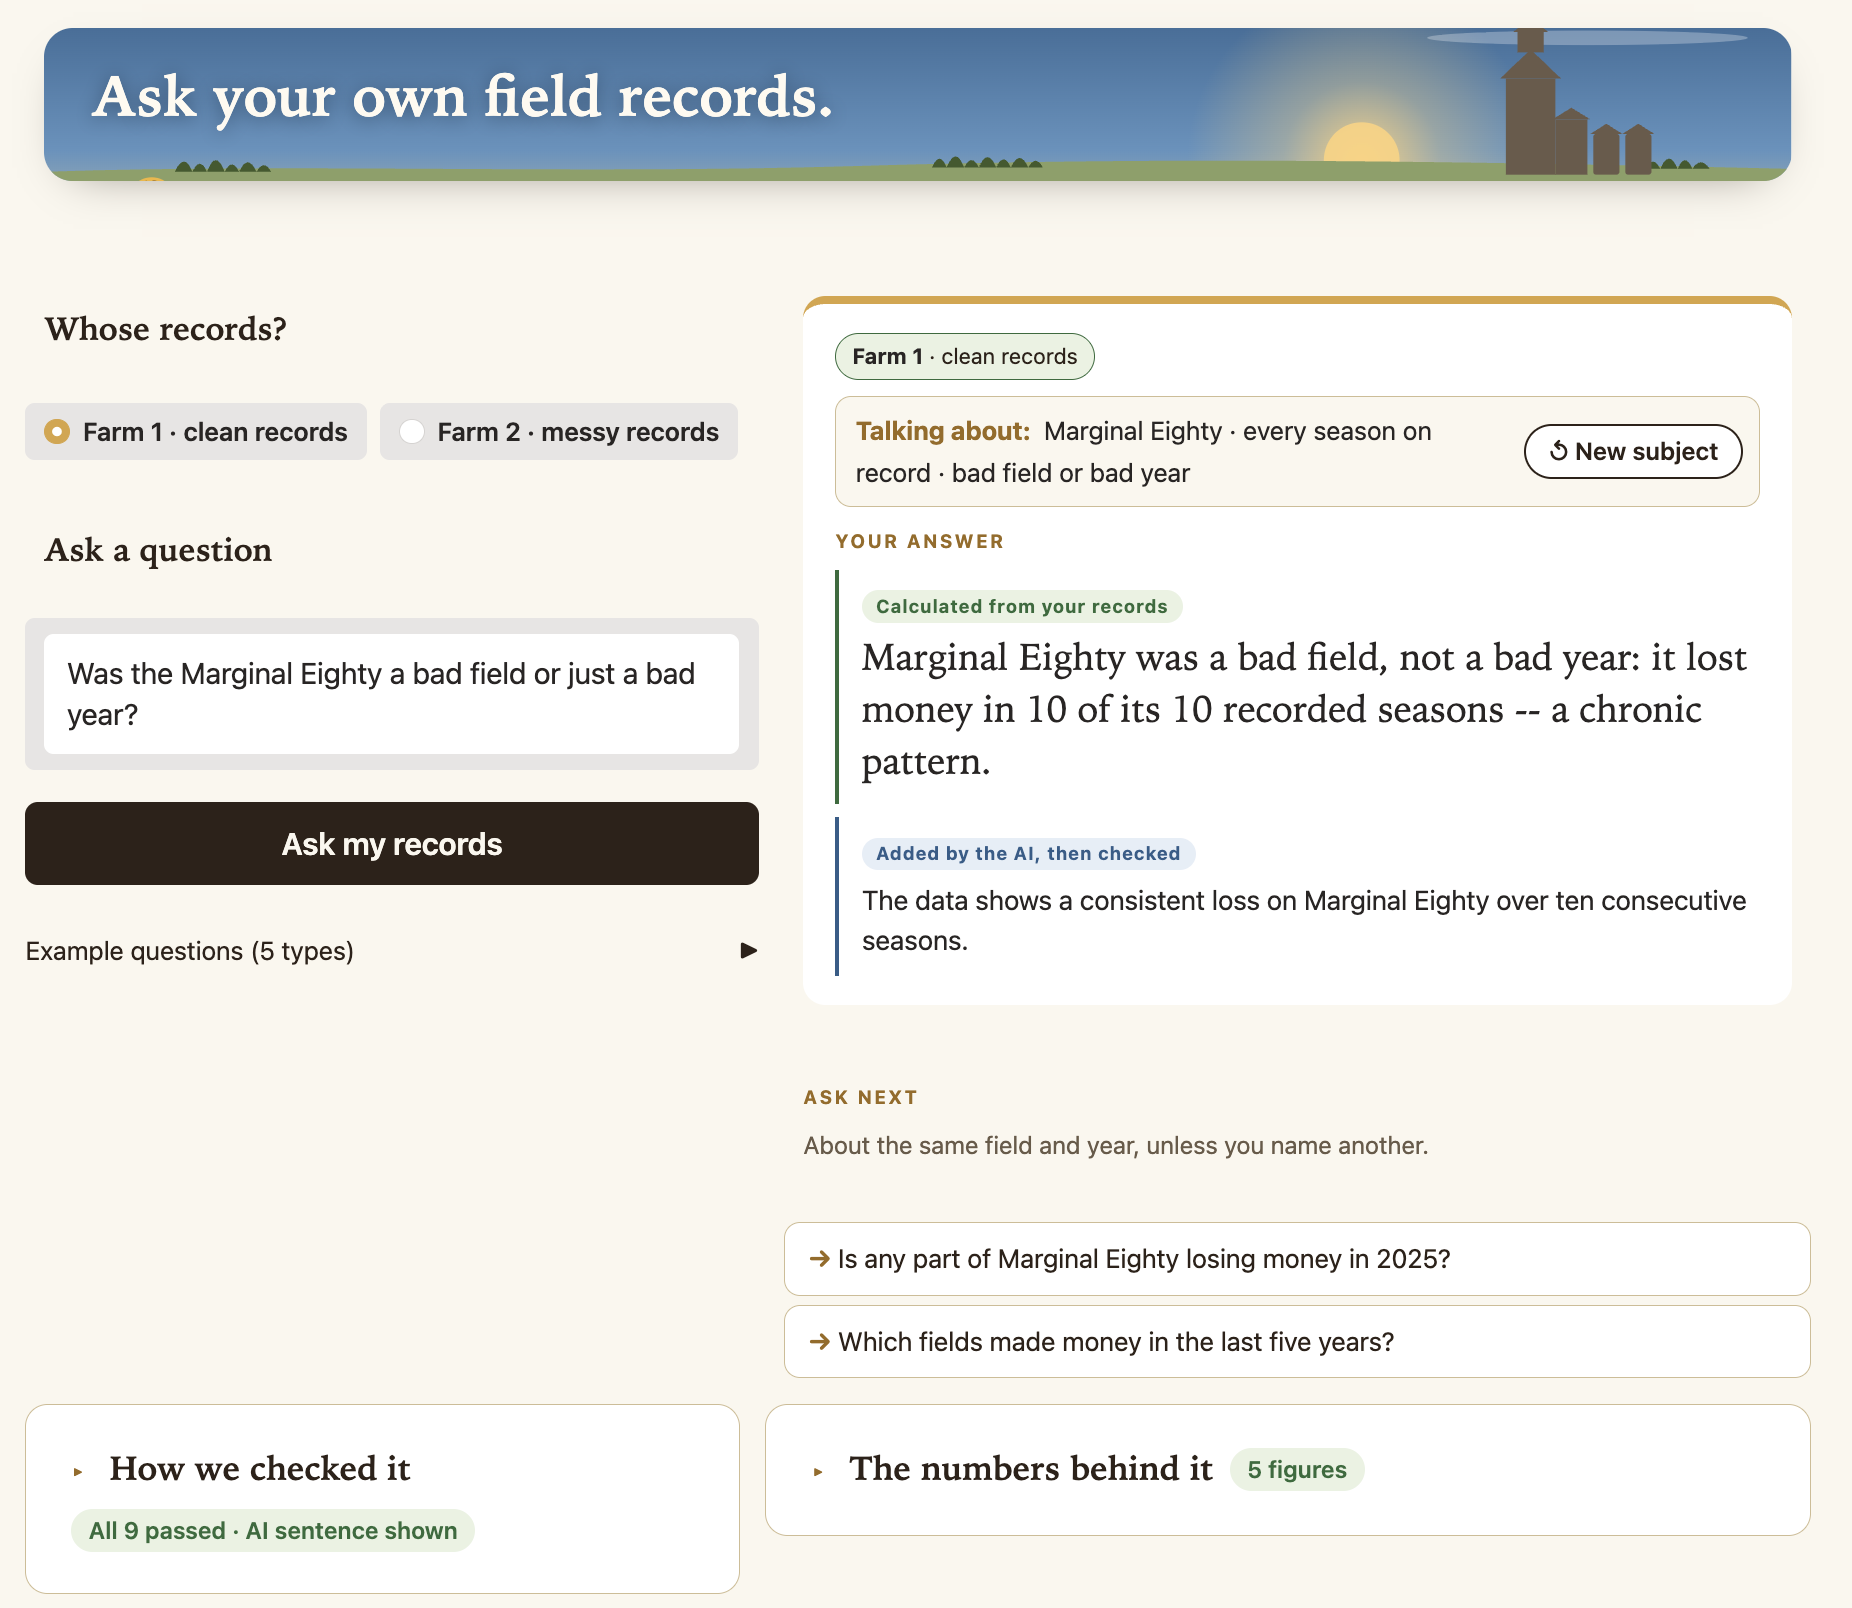 Ask your own field records.
Whose records?
Farm 1 · clean records
Farm 2 · messy records
Ask a question
Was the Marginal Eighty a bad field or just a bad
year?
Ask my records
Example questions (5 types)
Farm 1 · clean records
Talking about: Marginal Eighty · every season on
record · bad field or bad year
New subject
YOUR ANSWER
Calculated from your records
Marginal Eighty was a bad field, not a bad year: it lost
money in 10 of its 10 recorded seasons -- a chronic
pattern.
Added by the AI, then checked
The data shows a consistent loss on Marginal Eighty over ten consecutive
seasons.
ASK NEXT
About the same field and year, unless you name another.
→ Is any part of Marginal Eighty losing money in 2025?
→ Which fields made money in the last five years?
How we checked it
All 9 passed · AI sentence shown
The numbers behind it
5 figures